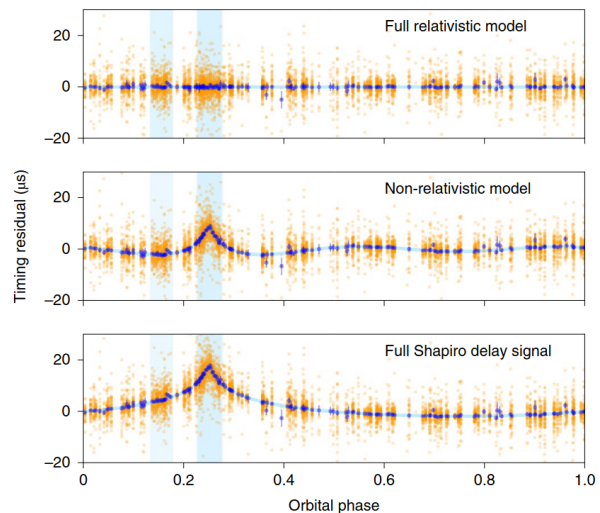 20
Full relativistic model
0
−20
20
Non-relativistic model
0
−20
Timing residual (μs)
20
Full Shapiro delay signal
0
−20
0 0.2 0.4 0.6 0.8 1.0
Orbital phase